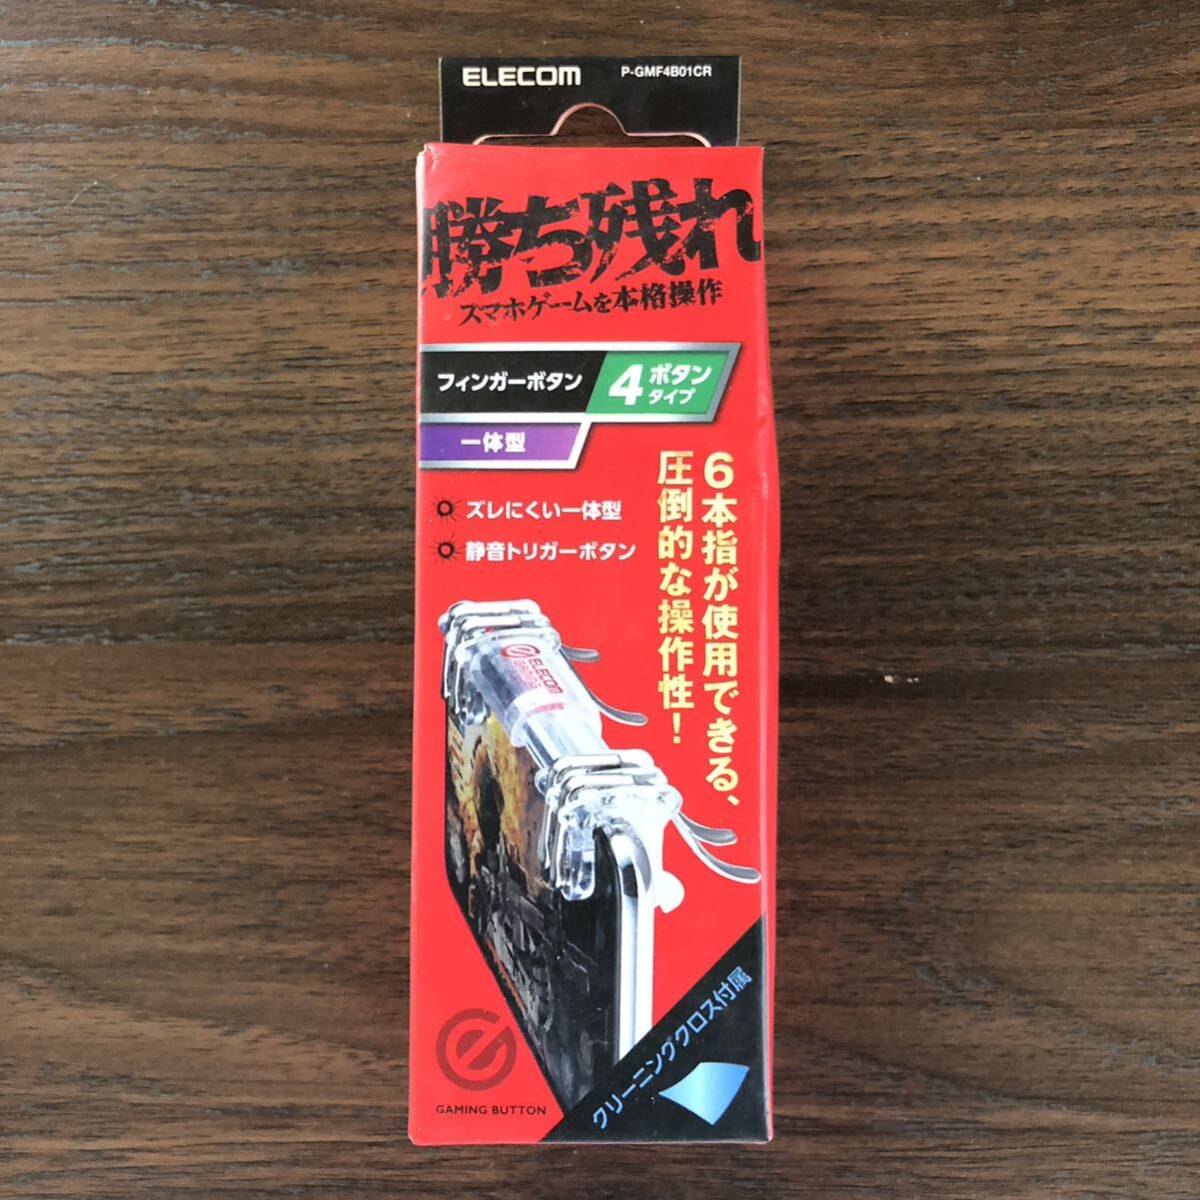 ELECOM
P-GMF4B01CR
勝ち残れ
スマホゲームを本格操作
フィンガーボタン
4ボタン
タイプ
一体型
ズレにくい一体型
静音トリガーボタン
6本指が使用できる、
圧倒的な操作性!
ELECOM
クリーニングクロス付属
GAMING BUTTON